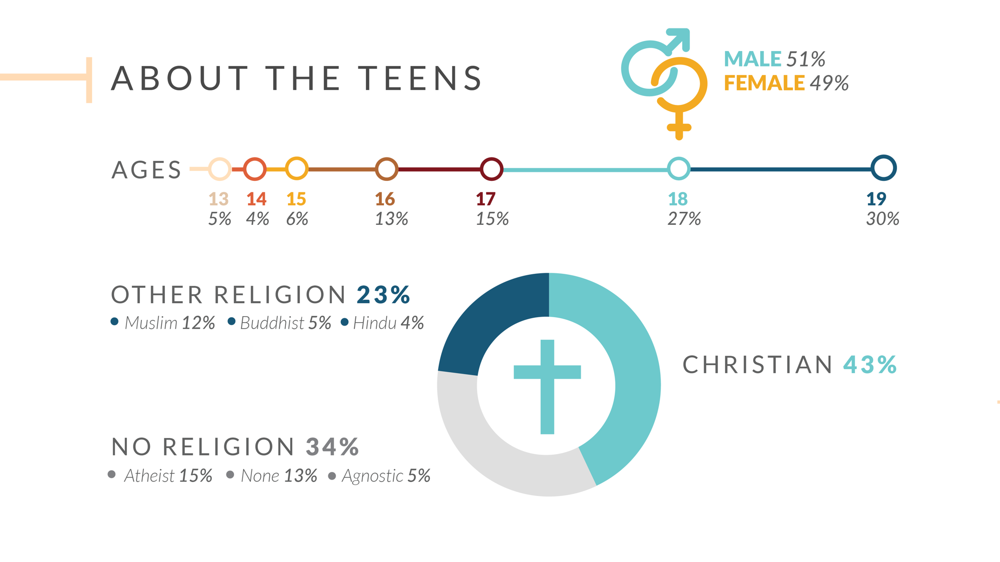 ABOUT THE TEENS
MALE 51%
FEMALE 49%
AGES
13 14 15 16 17 18 19
5% 4% 6% 13% 15% 27% 30%
OTHER RELIGION 23%
• Muslim 12% • Buddhist 5% • Hindu 4%
CHRISTIAN 43%
NO RELIGION 34%
• Atheist 15% • None 13% • Agnostic 5%